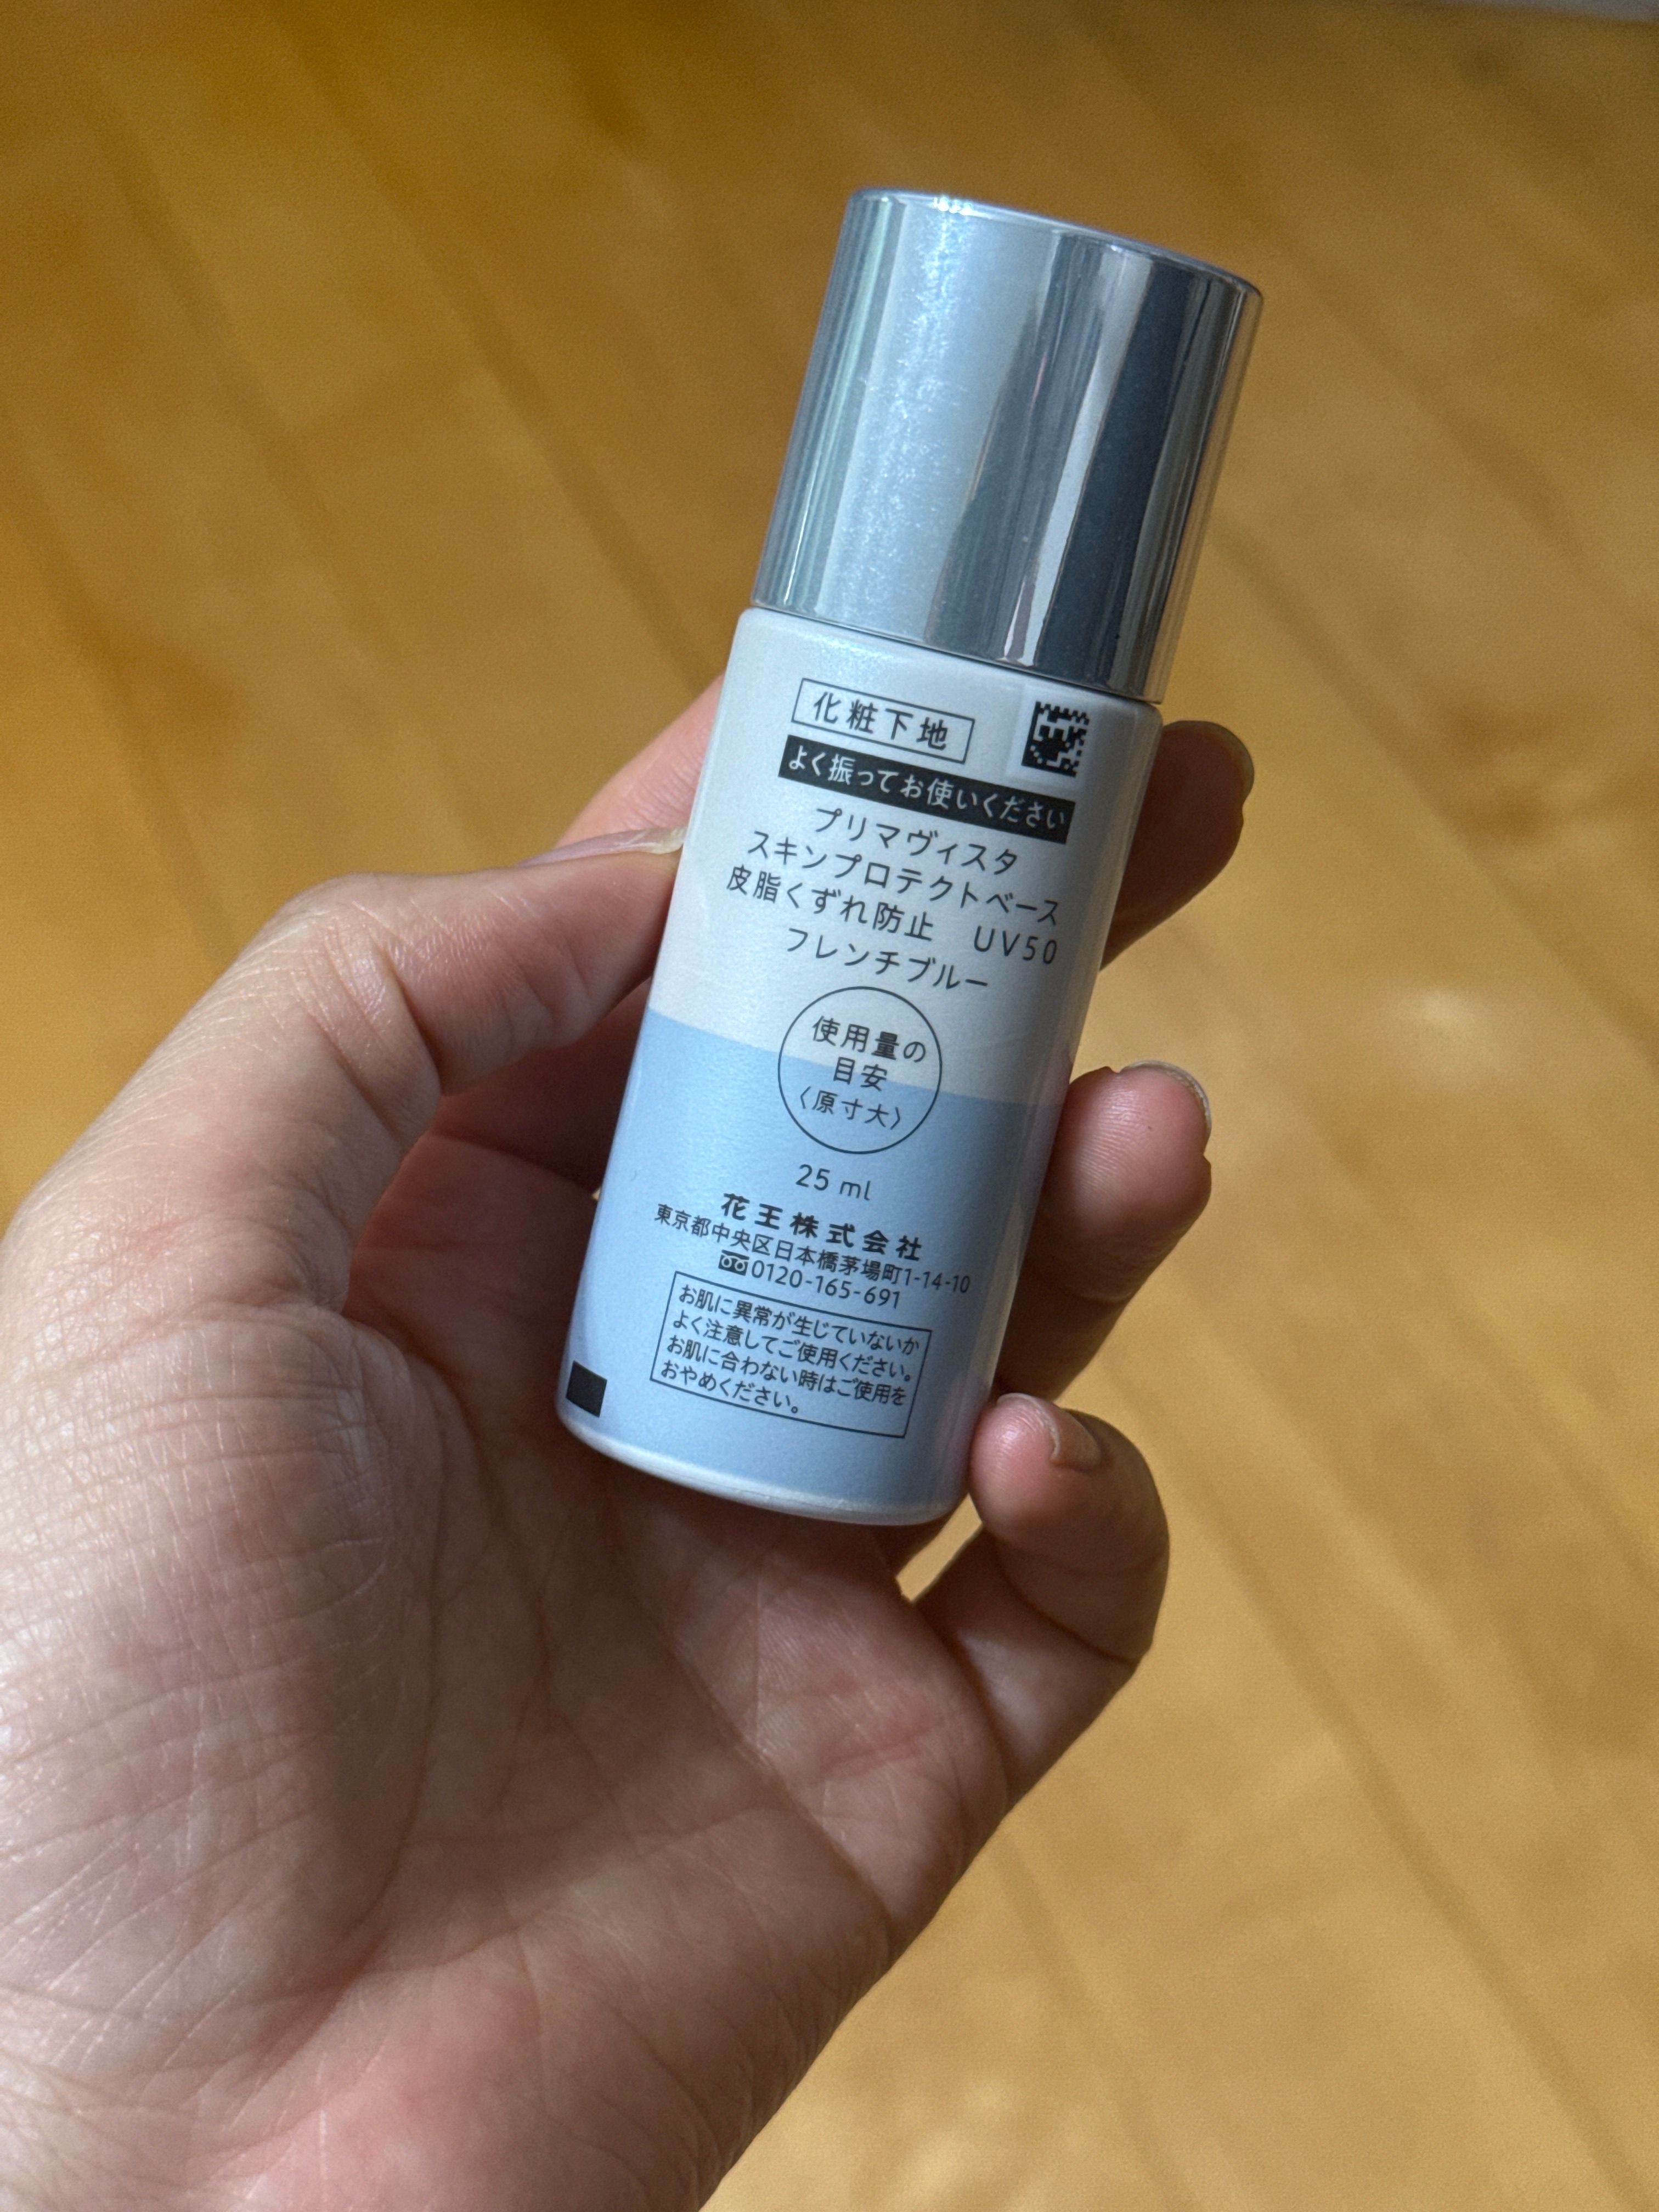 化粧下地
よく振ってお使いください
プリマヴィスタ
スキンプロテクトベース
皮脂くずれ防止 UV50
フレンチブルー
使用量の
目安
〈原寸大〉
25 ml
花王株式会社
東京都中央区日本橋茅場町1-14-10
0120-165-691
お肌に異常が生じていないか
よく注意してご使用ください。
お肌に合わない時はご使用を
おやめください。